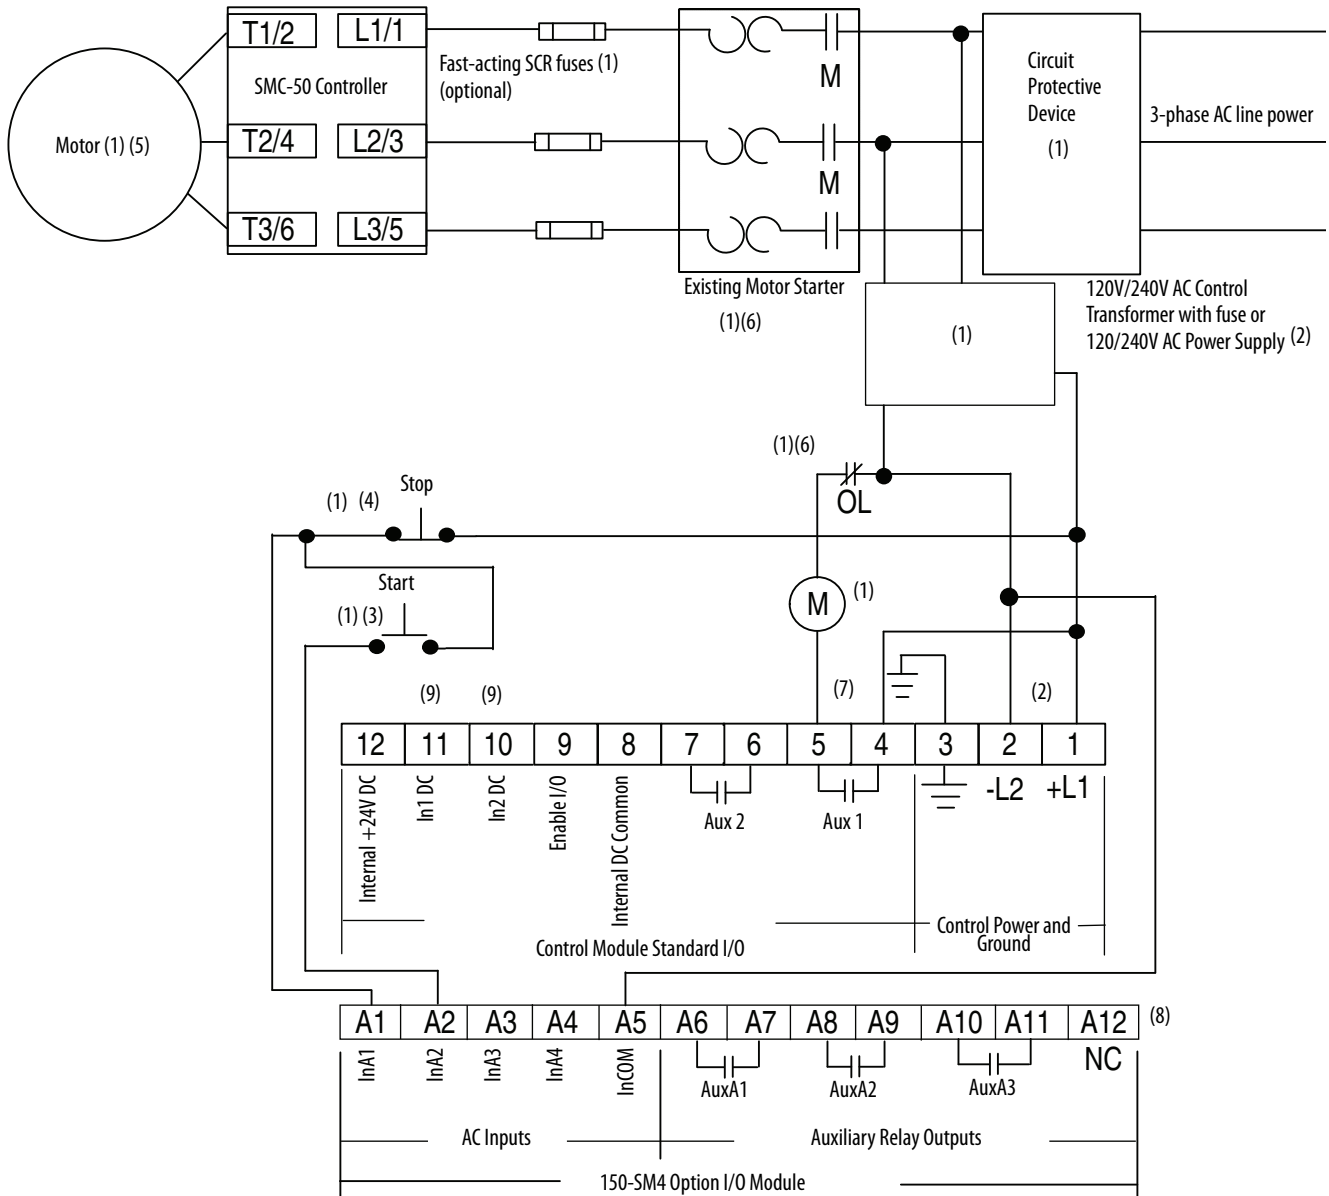 T1/2 L1/1
SMC-50 Controller
T2/4 L2/3
T3/6 L3/5
Motor (1) (5)
Fast-acting SCR fuses (1)
(optional)
M
M
Existing Motor Starter
(1)(6)
Circuit
Protective
Device
(1)
3-phase AC line power
120V/240V AC Control
Transformer with fuse or
120/240V AC Power Supply (2)
(1)
(1)(6)
OL
Stop
(1) (4)
Start
(1) (3)
M (1)
(9) (9) (7) (2)
12 11 10 9 8 7 6 5 4 3 2 1
Internal +24V DC
In1 DC
In2 DC
Enable I/O
Internal DC Common
Aux 2
Aux 1
-L2 +L1
Control Module Standard I/O
Control Power and
Ground
A1 A2 A3 A4 A5 A6 A7 A8 A9 A10 A11 A12 (8)
InA1
InA2
InA3
InA4
InCOM
AuxA1
AuxA2
AuxA3
NC
AC Inputs
Auxiliary Relay Outputs
150-SM4 Option I/O Module